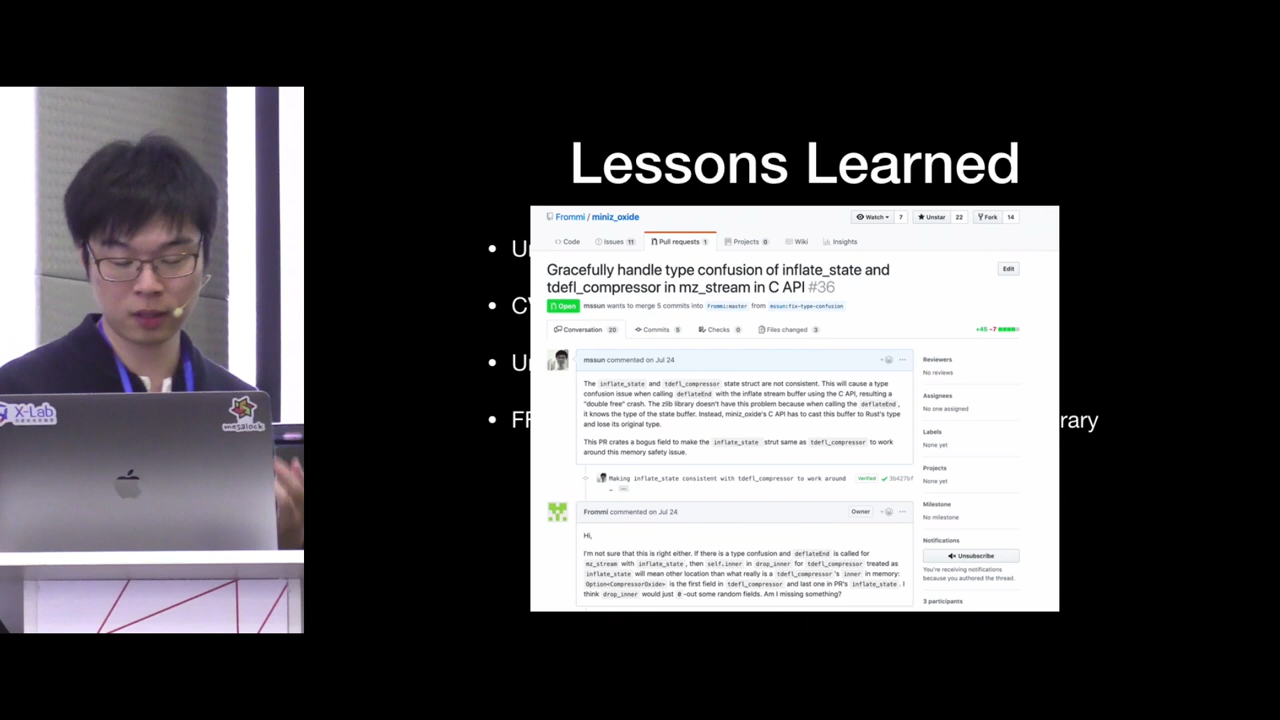 Lessons Learned
Frommi / miniz_oxide
Watch 7
Unstar 22
Fork 14
Code
Issues 11
Pull requests 1
Projects 0
Wiki
Insights
Gracefully handle type confusion of inflate_state and
tdefl_compressor in mz_stream in C API #36
Edit
Open mssun wants to merge 5 commits into Frommi:master from mssun:fix-type-confusion
Conversation 20
Commits 5
Checks 0
Files changed 3
+45 −7
mssun commented on Jul 24
The inflate_state and tdefl_compressor state struct are not consistent. This will cause a type
confusion issue when calling deflateEnd with the inflate stream buffer using the C API, resulting a
"double free" crash. The zlib library doesn't have this problem because when calling the deflateEnd ,
it knows the type of the state buffer. Instead, miniz_oxide's C API has to cast this buffer to Rust's type
and lose its original type.
This PR crates a bogus field to make the inflate_state strut same as tdefl_compressor to work
around this memory safety issue.
Making inflate_state consistent with tdefl_compressor to work around
Verified 3b427bf
Frommi commented on Jul 24
Owner
Hi,
I'm not sure that this is right either. If there is a type confusion and deflateEnd is called for
mz_stream with inflate_state , then self.inner in drop_inner for tdefl_compressor treated as
inflate_state will mean other location than what really is a tdefl_compressor 's inner in memory:
Option<CompressorOxide> is the first field in tdefl_compressor and last one in PR's inflate_state . I
think drop_inner would just 0 -out some random fields. Am I missing something?
Reviewers
No reviews
Assignees
No one assigned
Labels
None yet
Projects
None yet
Milestone
No milestone
Notifications
Unsubscribe
You're receiving notifications
because you authored the thread.
3 participants
X-Lab
mesalock